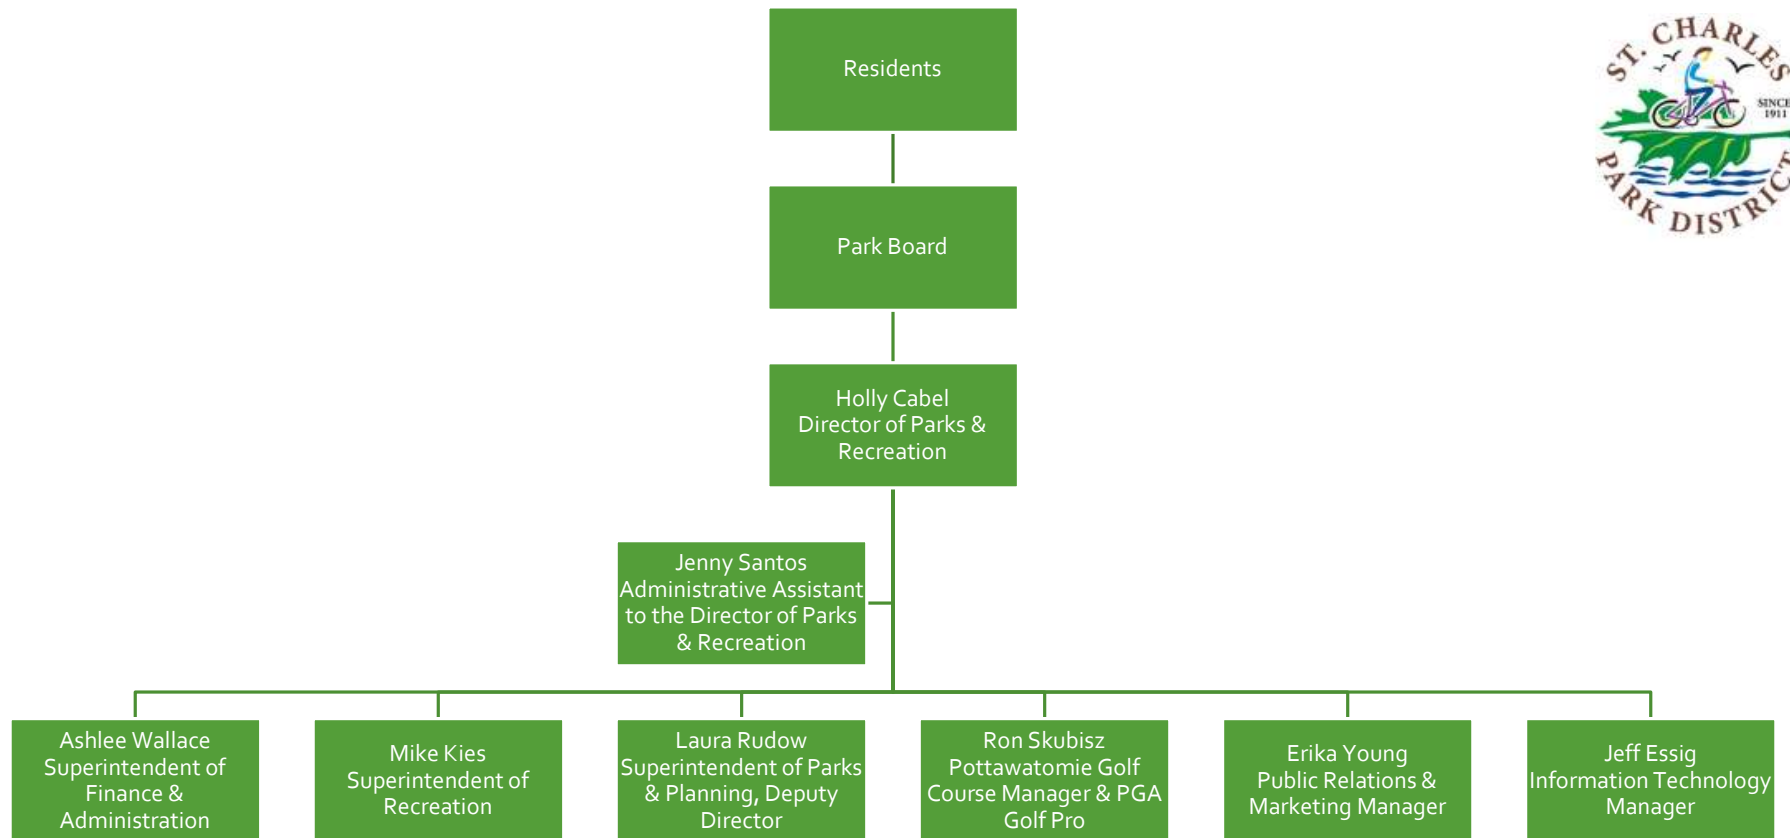 Residents
ST. CHARLES
SINCE
1911
PARK DISTRICT
Park Board
Holly Cabel
Director of Parks &
Recreation
Jenny Santos
Administrative Assistant
to the Director of Parks
& Recreation
Ashlee Wallace
Superintendent of
Finance &
Administration
Mike Kies
Superintendent of
Recreation
Laura Rudow
Superintendent of Parks
& Planning, Deputy
Director
Ron Skubisz
Pottawatomie Golf
Course Manager & PGA
Golf Pro
Erika Young
Public Relations &
Marketing Manager
Jeff Essig
Information Technology
Manager